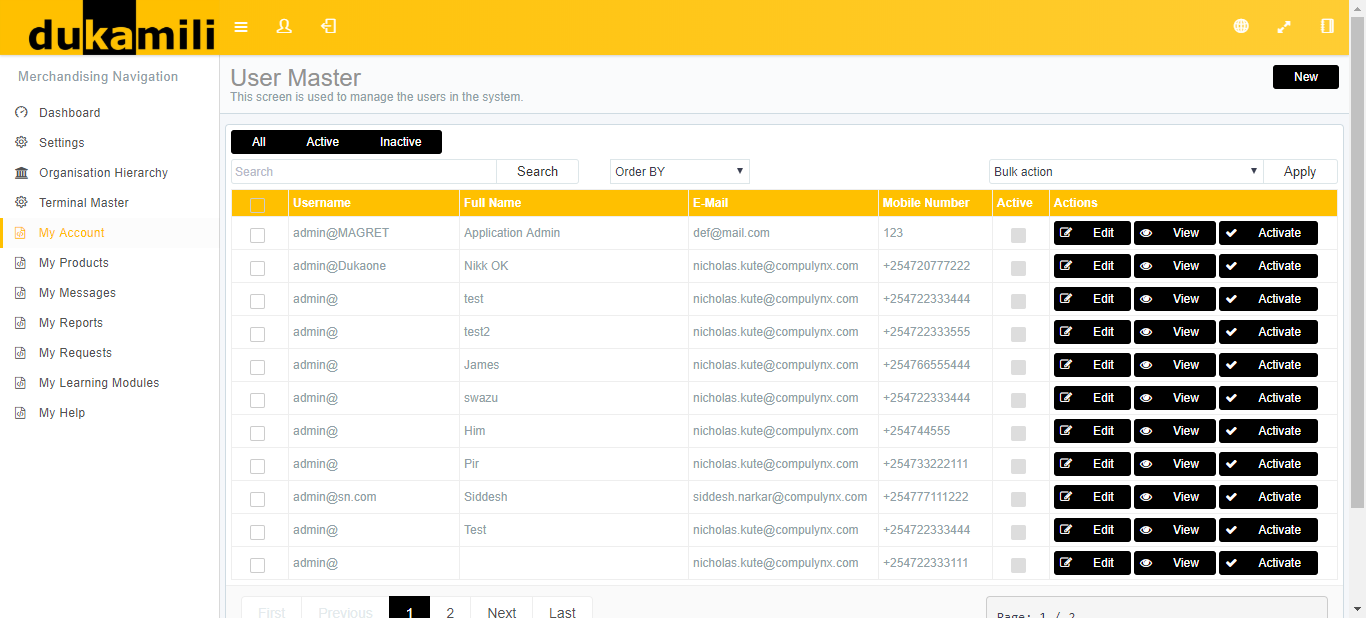 dukamili
Merchandising Navigation
Dashboard
Settings
Organisation Hierarchy
Terminal Master
My Account
My Products
My Messages
My Reports
My Requests
My Learning Modules
My Help
User Master
New
This screen is used to manage the users in the system.
All Active Inactive
Search Search Order BY Bulk action Apply
Username Full Name E-Mail Mobile Number Active Actions
admin@MAGRET Application Admin def@mail.com 123 Edit View Activate
admin@Dukaone Nikk OK nicholas.kute@compulynx.com +254720777222 Edit View Activate
admin@ test nicholas.kute@compulynx.com +254722333444 Edit View Activate
admin@ test2 nicholas.kute@compulynx.com +254722333555 Edit View Activate
admin@ James nicholas.kute@compulynx.com +254766555444 Edit View Activate
admin@ swazu nicholas.kute@compulynx.com +254722333444 Edit View Activate
admin@ Him nicholas.kute@compulynx.com +254744555 Edit View Activate
admin@ Pir nicholas.kute@compulynx.com +254733222111 Edit View Activate
admin@sn.com Siddesh siddesh.narkar@compulynx.com +254777111222 Edit View Activate
admin@ Test nicholas.kute@compulynx.com +254722333444 Edit View Activate
admin@ nicholas.kute@compulynx.com +254722333111 Edit View Activate
First Previous 1 2 Next Last
Page: 1 / 2